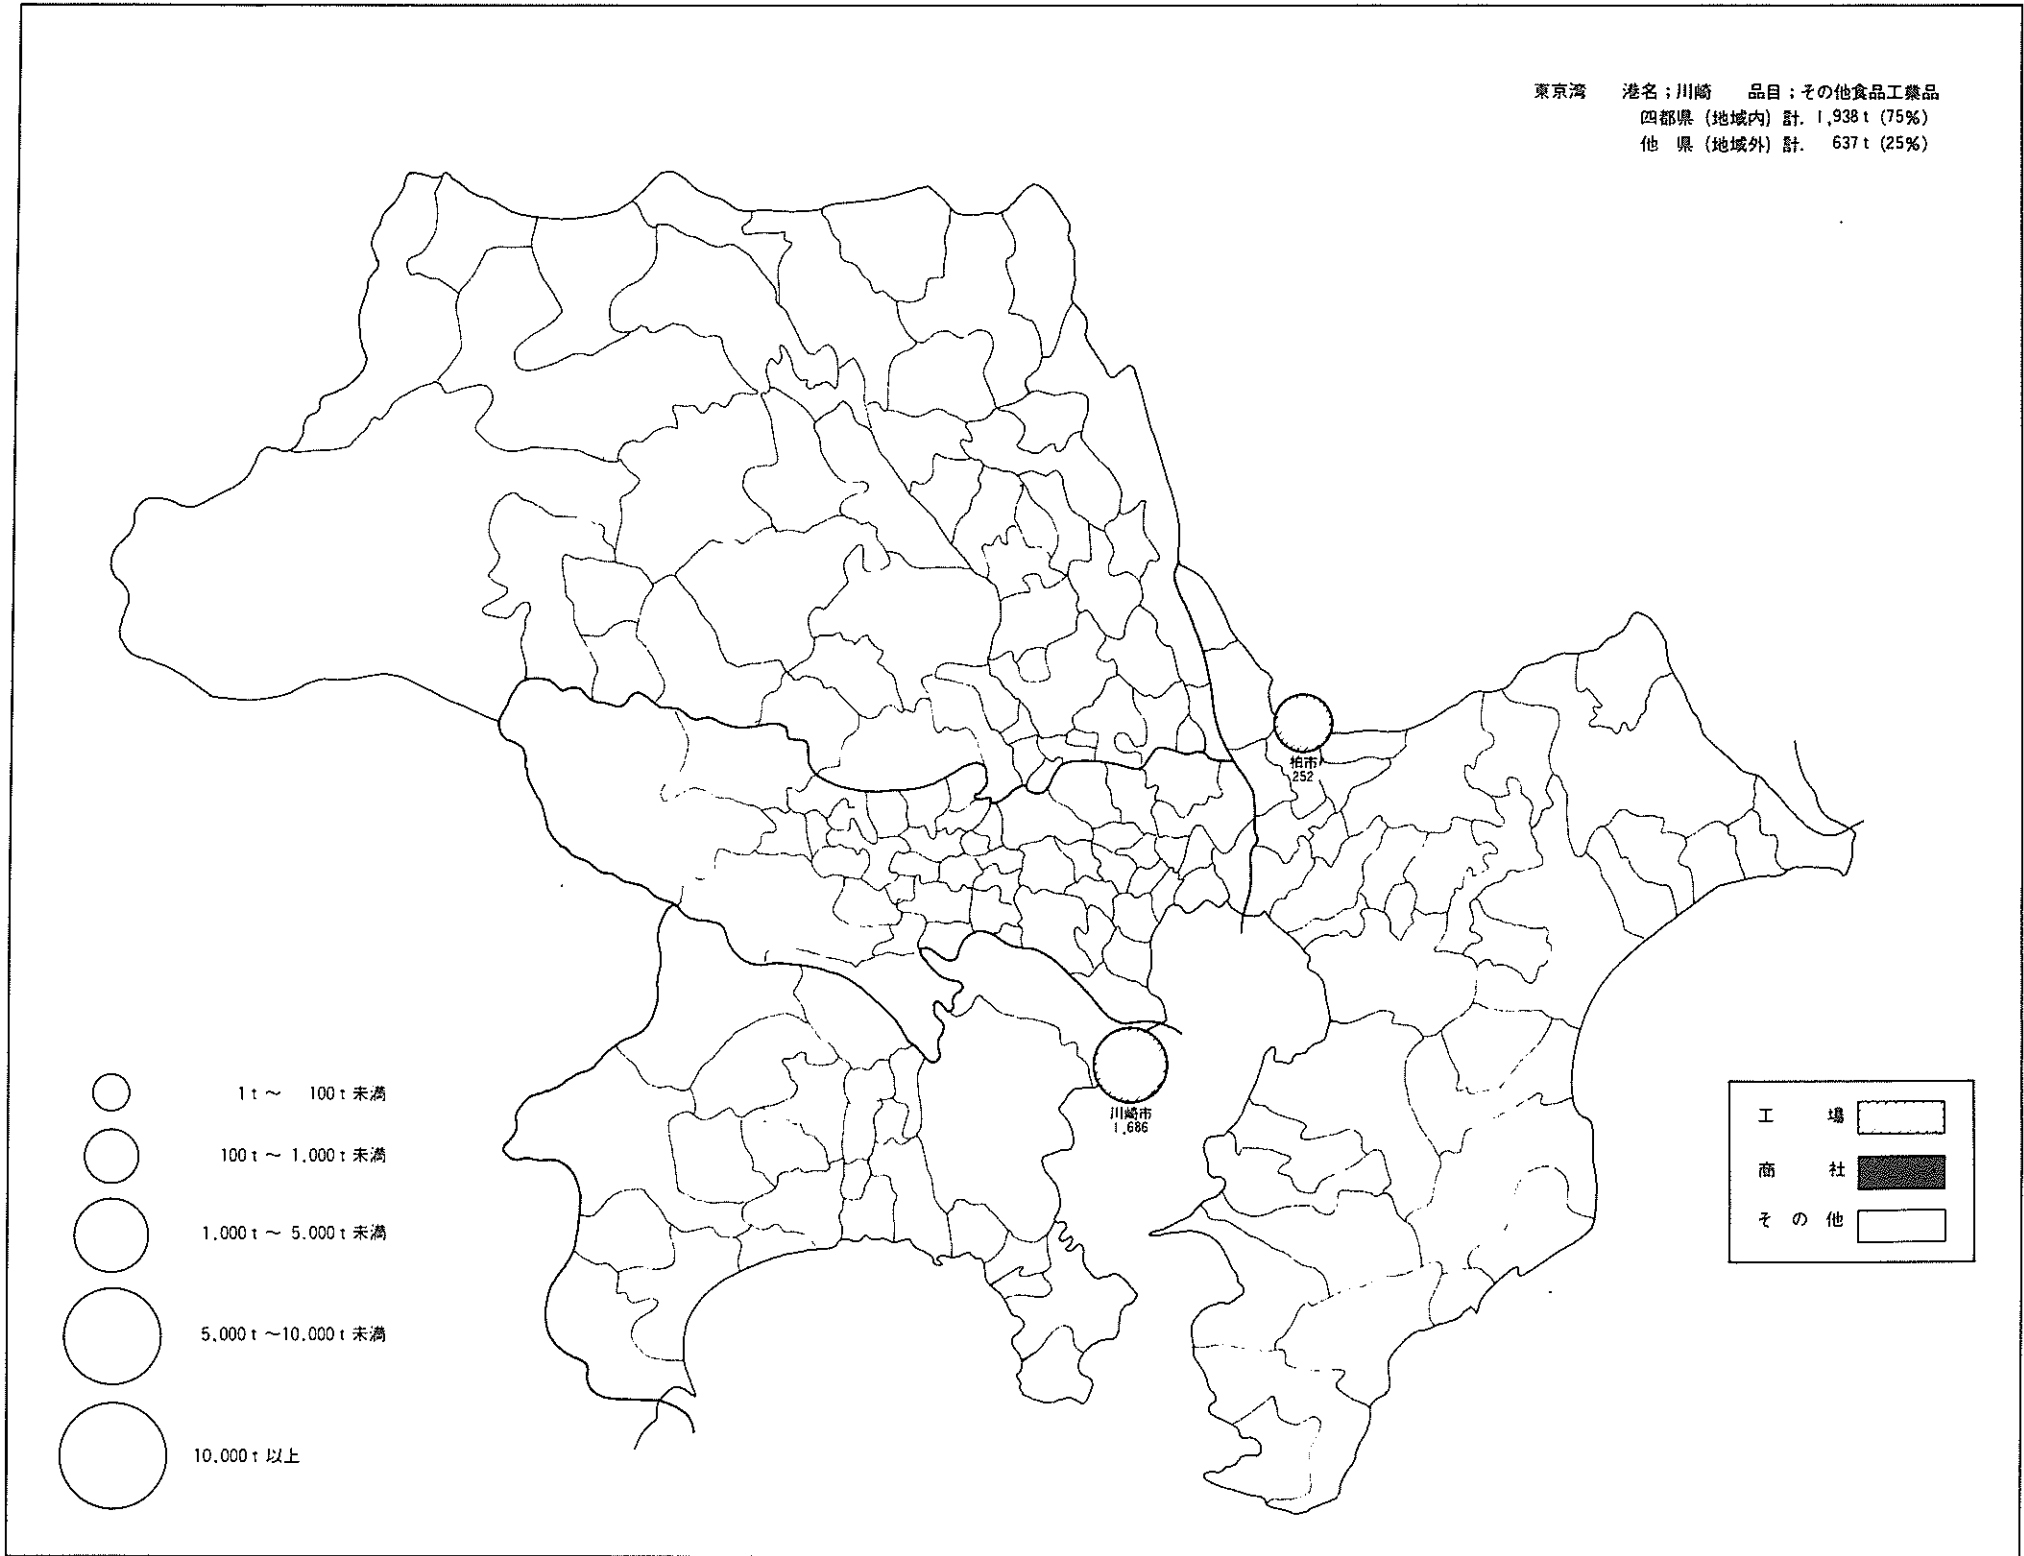 東京湾 港名；川崎 品目；その他食品工業品
四都県（地域内）計. 1,938t（75%）
他 県（地域外）計. 637t（25%）
柏市
252
川崎市
1,686
1t～ 100t未満
100t～1,000t未満
1,000t～5,000t未満
5,000t～10,000t未満
10,000t以上
工 場
商 社
その他